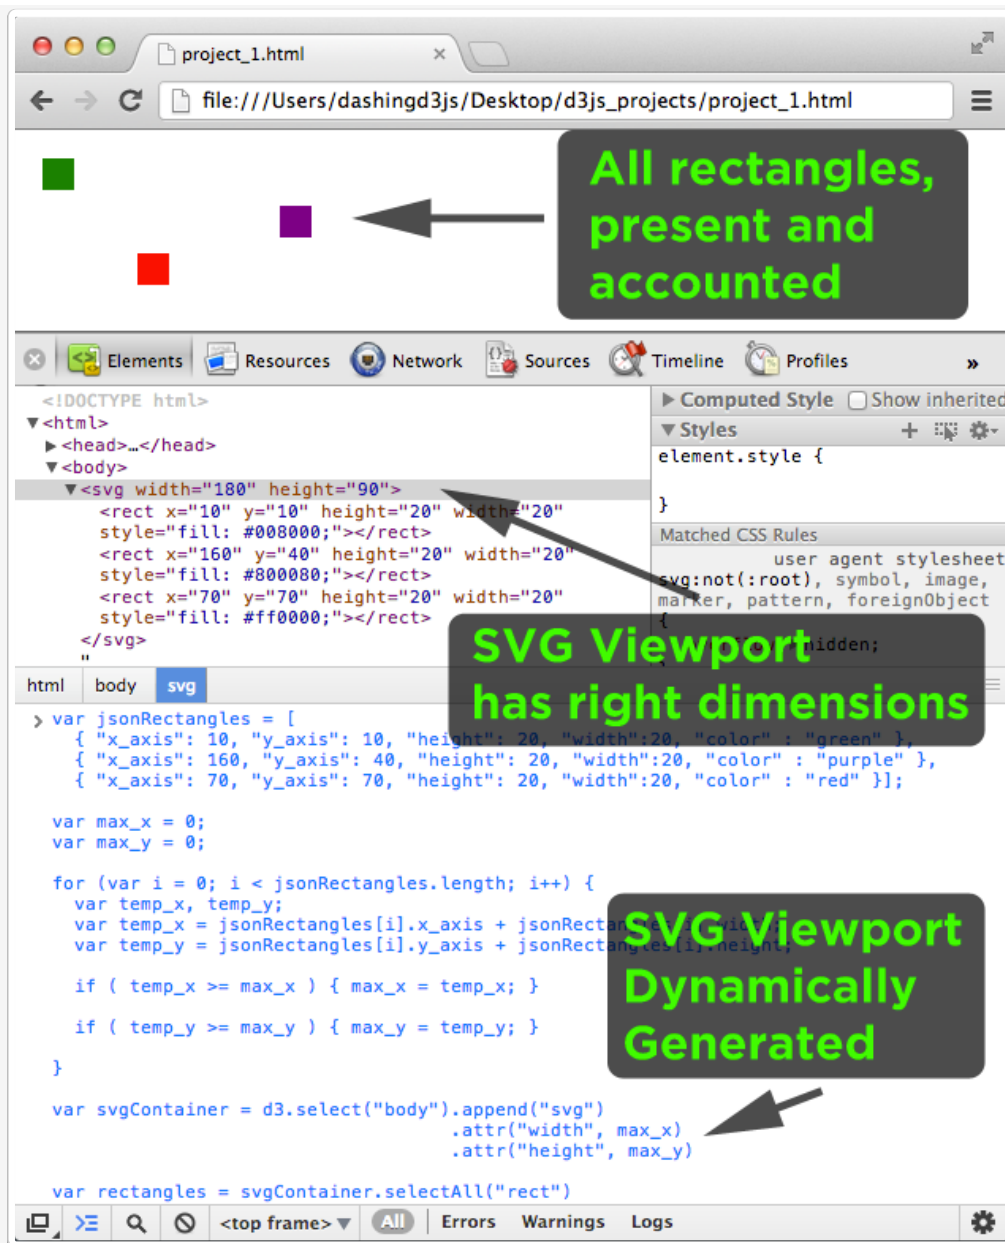 project_1.html
file:///Users/dashingd3js/Desktop/d3js_projects/project_1.html
All rectangles,
present and
accounted
Elements Resources Network Sources Timeline Profiles »
<!DOCTYPE html>
▼<html>
▶<head>…</head>
▼<body>
▼<svg width="180" height="90">
<rect x="10" y="10" height="20" width="20"
style="fill: #008000;"></rect>
<rect x="160" y="40" height="20" width="20"
style="fill: #800080;"></rect>
<rect x="70" y="70" height="20" width="20"
style="fill: #ff0000;"></rect>
</svg>
"
▶ Computed Style Show inherited
▼ Styles
element.style {
}
Matched CSS Rules
user agent stylesheet
svg:not(:root), symbol, image,
marker, pattern, foreignObject
{
hidden;
SVG Viewport
has right dimensions
html body svg
> var jsonRectangles = [
{ "x_axis": 10, "y_axis": 10, "height": 20, "width":20, "color" : "green" },
{ "x_axis": 160, "y_axis": 40, "height": 20, "width":20, "color" : "purple" },
{ "x_axis": 70, "y_axis": 70, "height": 20, "width":20, "color" : "red" }];
var max_x = 0;
var max_y = 0;
for (var i = 0; i < jsonRectangles.length; i++) {
var temp_x, temp_y;
var temp_x = jsonRectangles[i].x_axis + jsonRectangles[i].width;
var temp_y = jsonRectangles[i].y_axis + jsonRectangles[i].height;
if ( temp_x >= max_x ) { max_x = temp_x; }
if ( temp_y >= max_y ) { max_y = temp_y; }
}
SVG Viewport
Dynamically
Generated
var svgContainer = d3.select("body").append("svg")
.attr("width", max_x)
.attr("height", max_y)
var rectangles = svgContainer.selectAll("rect")
<top frame> ▼ All Errors Warnings Logs